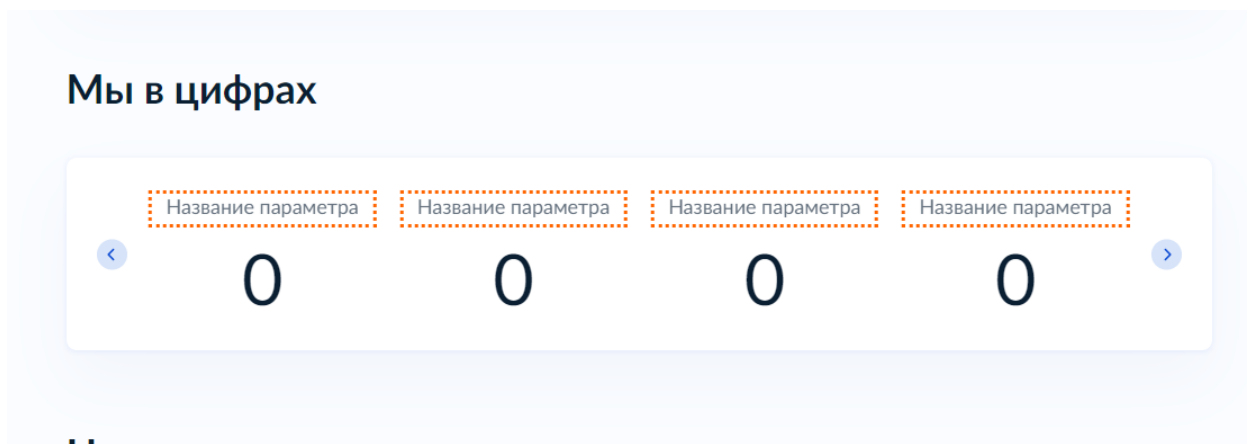 Мы в цифрах
Название параметра Название параметра Название параметра Название параметра
0 0 0 0